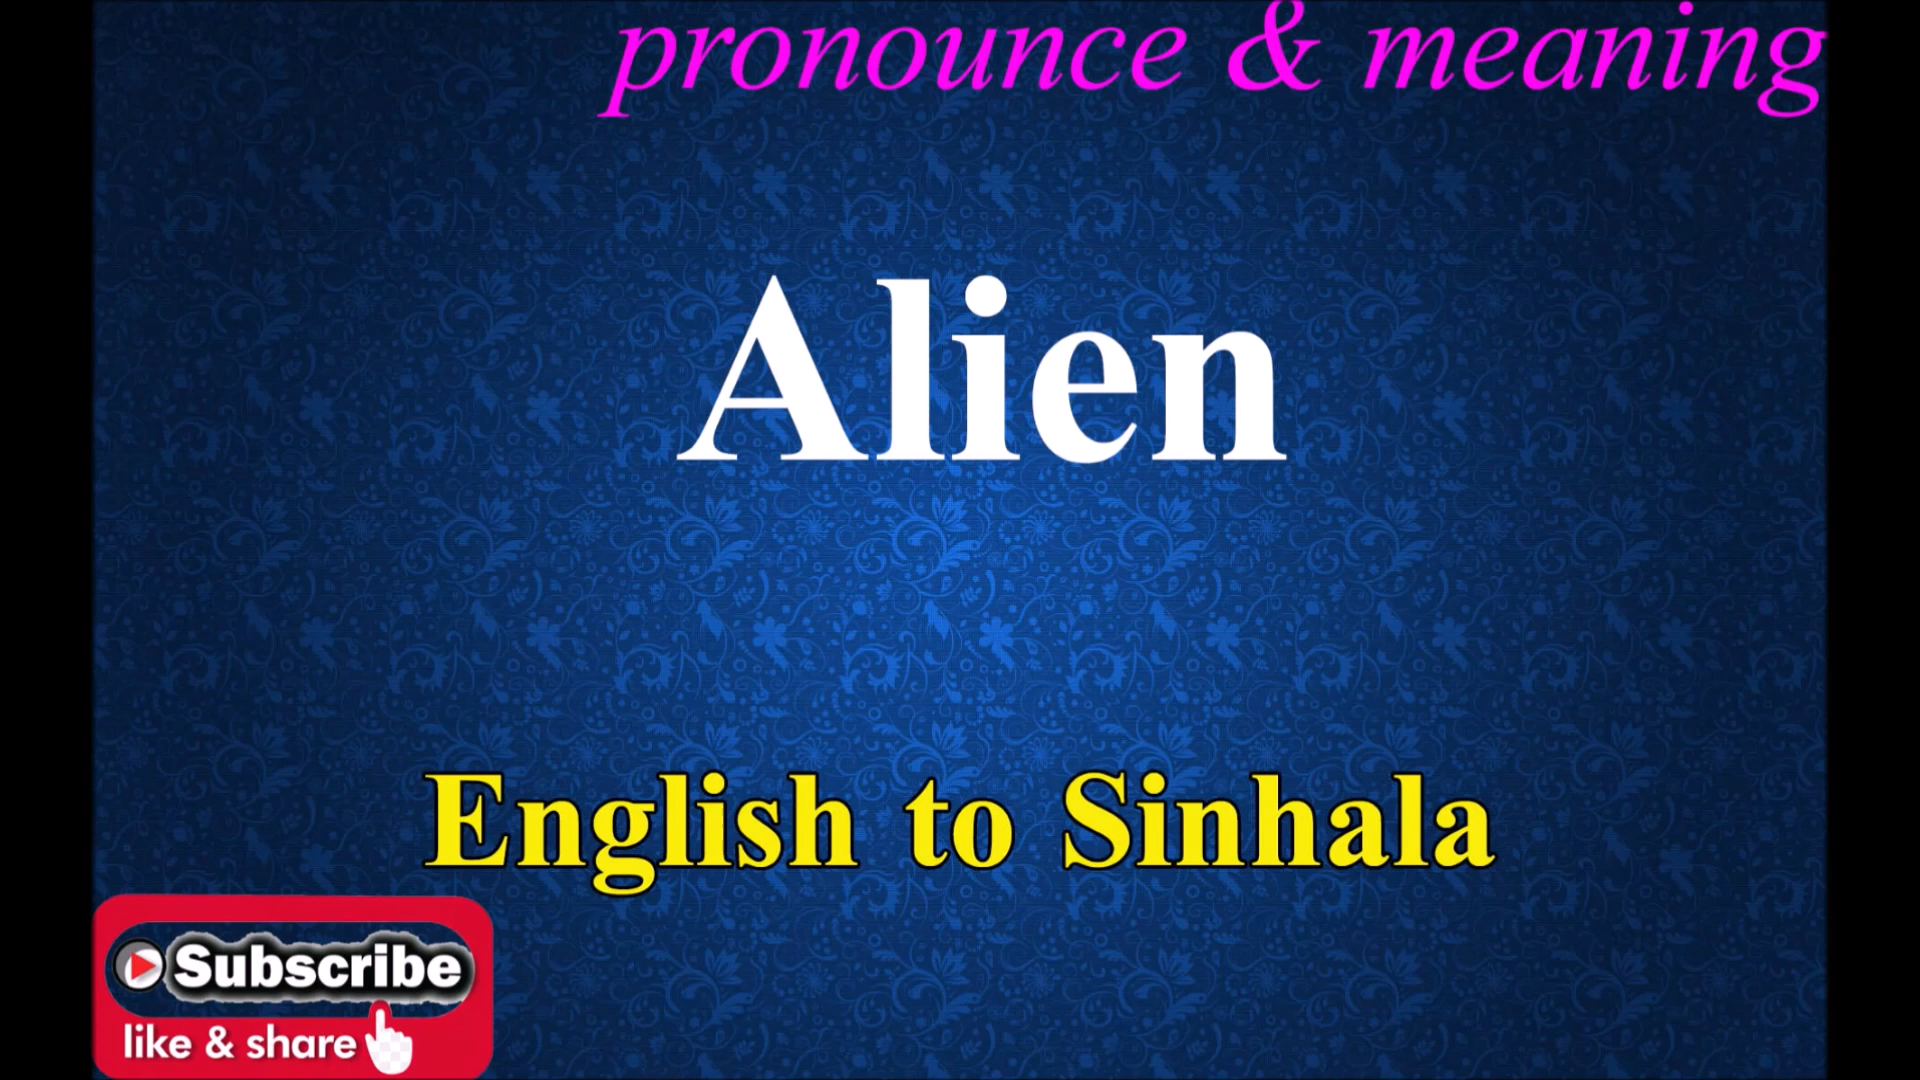 pronounce & meaning
Alien
English to Sinhala
Subscribe
like & share